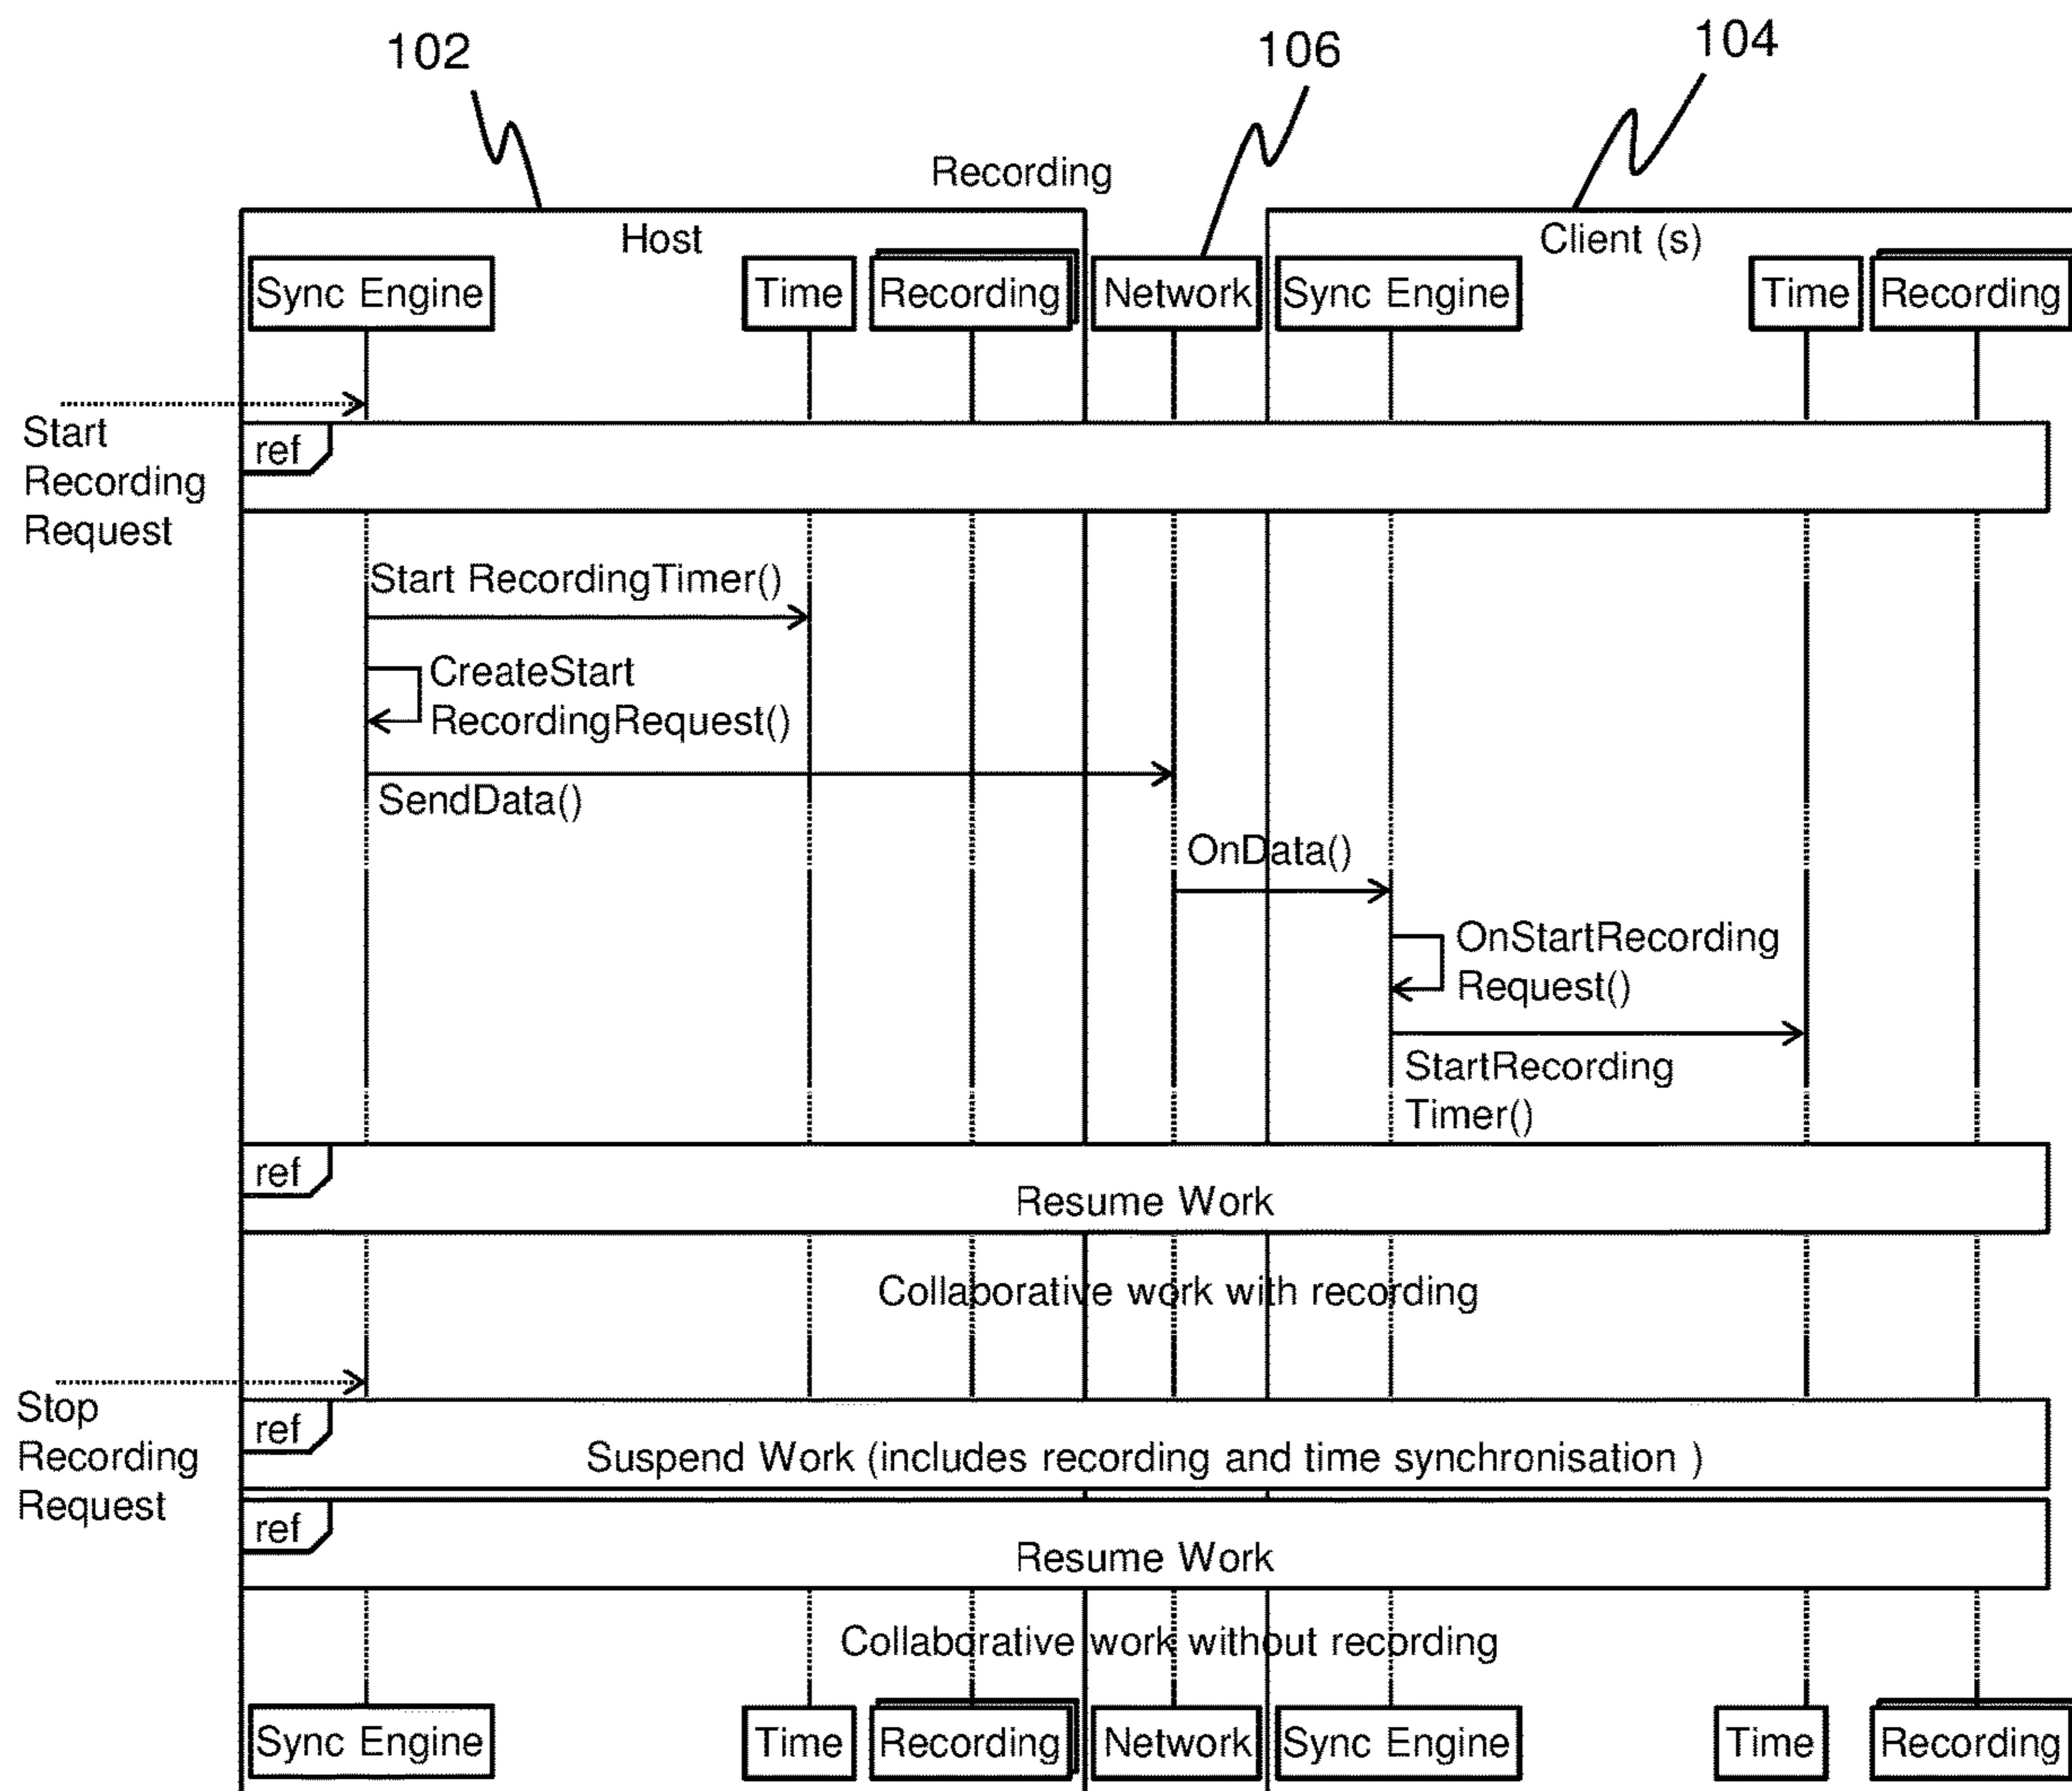 102
106
104
Recording
Host
Client (s)
Sync Engine
Time
Recording
Network
Sync Engine
Time
Recording
Start
Recording
Request
ref
Start RecordingTimer()
CreateStart
RecordingRequest()
SendData()
OnData()
OnStartRecording
Request()
StartRecording
Timer()
ref
Resume Work
Collaborative work with recording
Stop
Recording
Request
ref
Suspend Work (includes recording and time synchronisation )
ref
Resume Work
Collaborative work without recording
Sync Engine
Time
Recording
Network
Sync Engine
Time
Recording